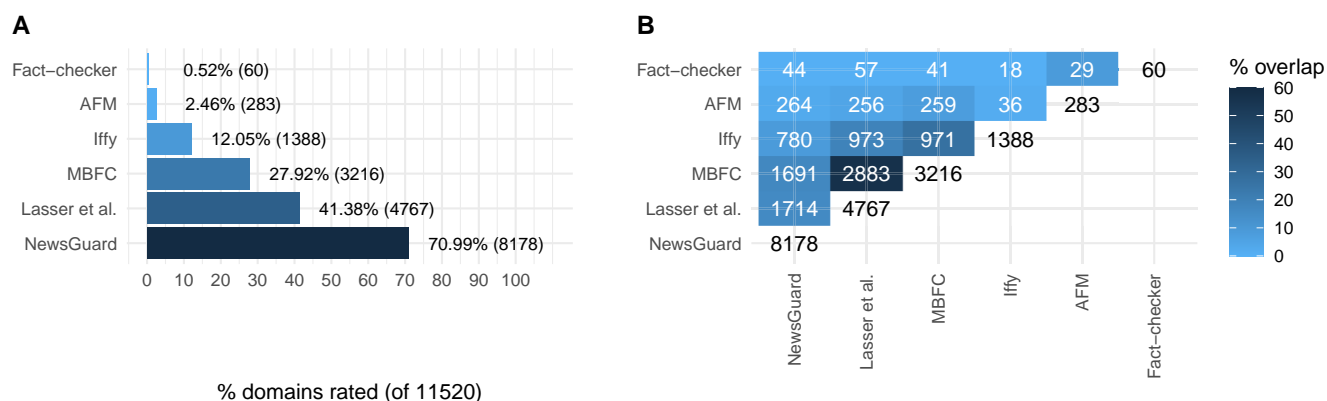 A
Fact−checker 0.52% (60)
AFM 2.46% (283)
Iffy 12.05% (1388)
MBFC 27.92% (3216)
Lasser et al. 41.38% (4767)
NewsGuard 70.99% (8178)
0 10 20 30 40 50 60 70 80 90 100
% domains rated (of 11520)
B
Fact−checker 44 57 41 18 29 60
AFM 264 256 259 36 283
Iffy 780 973 971 1388
MBFC 1691 2883 3216
Lasser et al. 1714 4767
NewsGuard 8178
NewsGuard
Lasser et al.
MBFC
Iffy
AFM
Fact−checker
% overlap
60
50
40
30
20
10
0